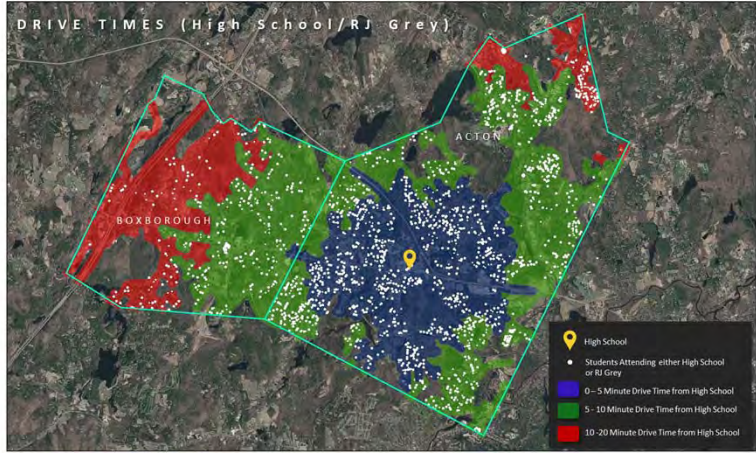 DRIVE TIMES (High School/RJ Grey)
ACTON
BOXBOROUGH
High School
Students Attending either High School
or RJ Grey
0 – 5 Minute Drive Time from High School
5 - 10 Minute Drive Time from High School
10 -20 Minute Drive Time from High School